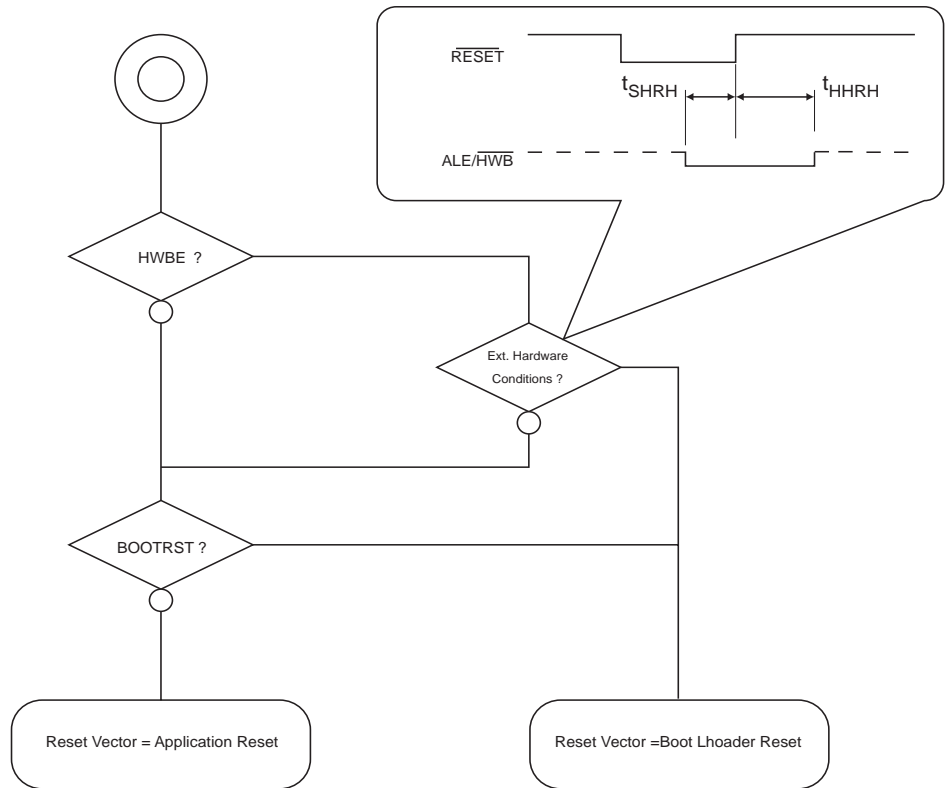 RESET
tSHRH
tHHRH
ALE/HWB
HWBE ?
Ext. Hardware
Conditions ?
BOOTRST ?
Reset Vector = Application Reset
Reset Vector =Boot Lhoader Reset